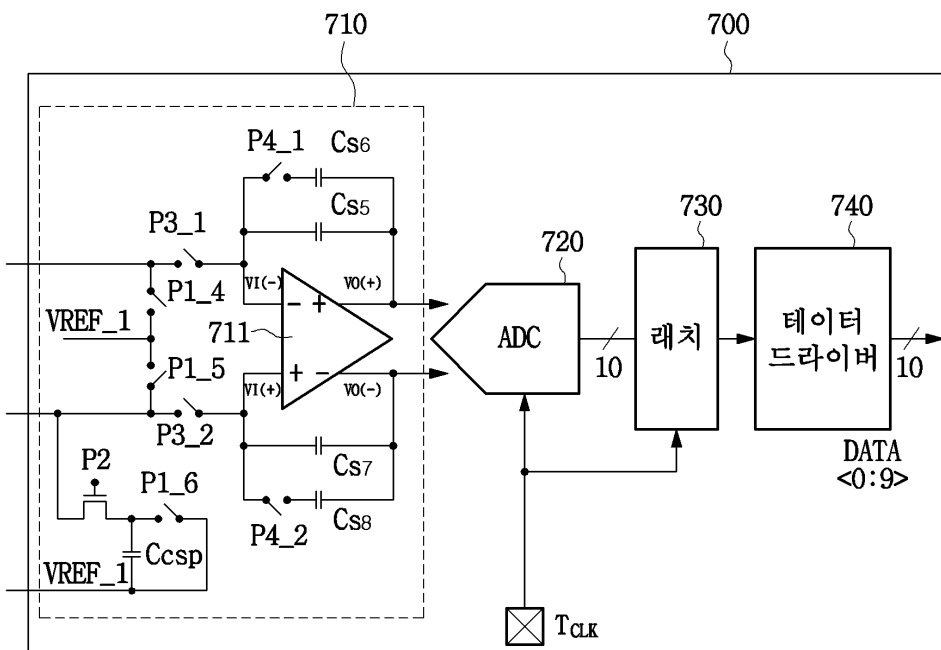 710
700
P4_1
Cs6
Cs5
P3_1
VI(-)
VO(+)
- +
P1_4
VREF_1
711
P1_5
+ -
VI(+)
VO(-)
P3_2
Cs7
P4_2
Cs8
P2
P1_6
Ccsp
VREF_1
720
ADC
10
730
래치
740
테이터
드라이버
10
DATA
<0:9>
TCLK